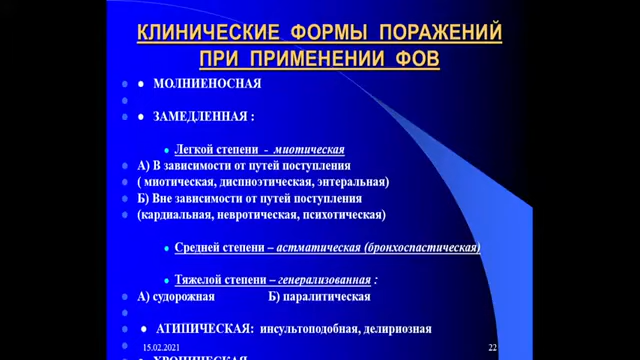 КЛИНИЧЕСКИЕ ФОРМЫ ПОРАЖЕНИЙ
ПРИ ПРИМЕНЕНИИ ФОВ
● МОЛНИЕНОСНАЯ
● ЗАМЕДЛЕННАЯ :
Легкой степени - миотическая
А) В зависимости от путей поступления
( миотическая, диспноэтическая, энтеральная)
Б) Вне зависимости от путей поступления
(кардиальная, невротическая, психотическая)
Средней степени – астматическая (бронхоспастическая)
Тяжелой степени – генерализованная :
А) судорожная Б) паралитическая
● АТИПИЧЕСКАЯ: инсультоподобная, делириозная
15.02.2021 22
● ХРОНИЧЕСКАЯ